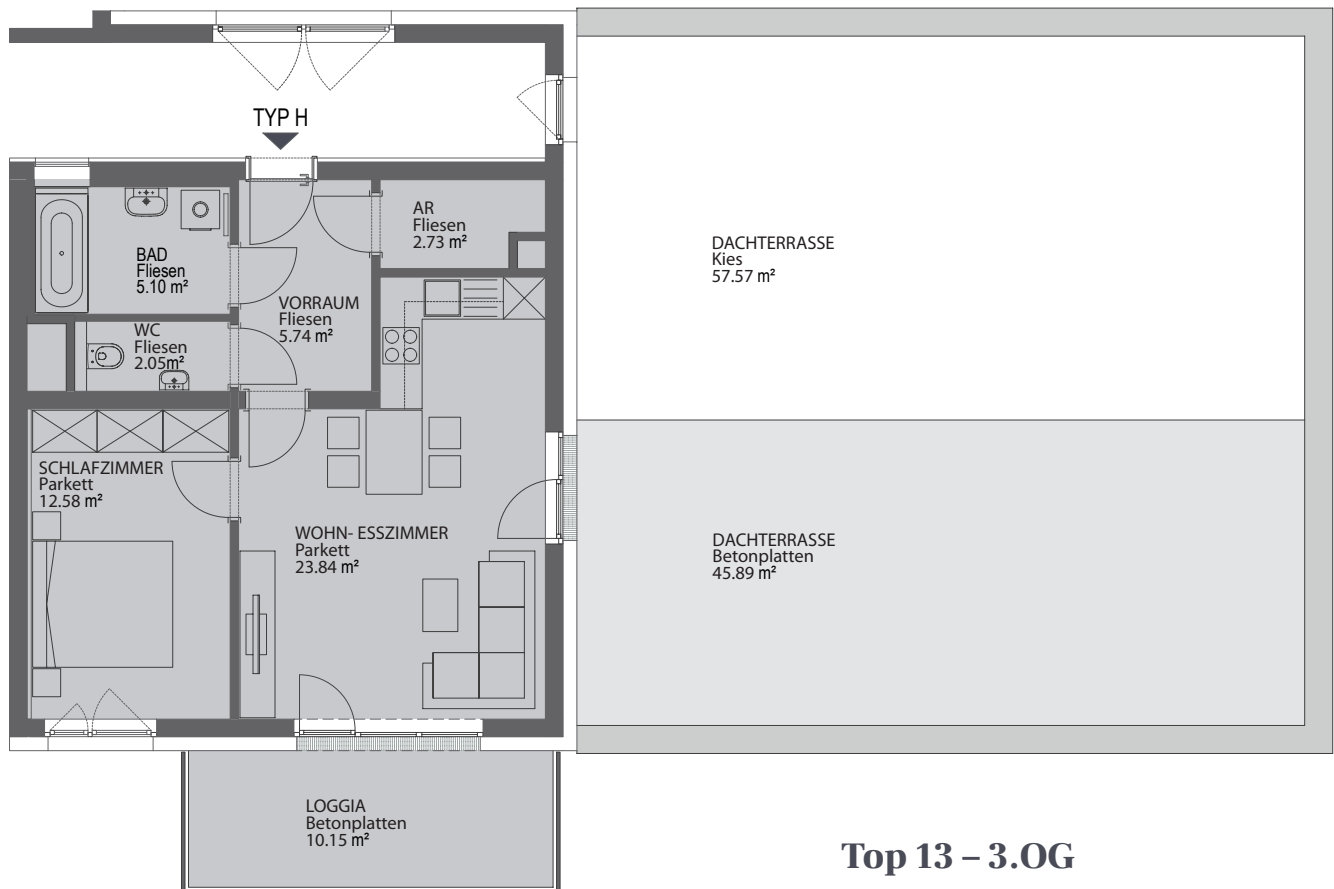 TYP H
AR
Fliesen
2.73 m²
BAD
Fliesen
5.10 m²
VORRAUM
Fliesen
5.74 m²
WC
Fliesen
2.05m²
DACHTERRASSE
Kies
57.57 m²
SCHLAFZIMMER
Parkett
12.58 m²
WOHN- ESSZIMMER
Parkett
23.84 m²
DACHTERRASSE
Betonplatten
45.89 m²
LOGGIA
Betonplatten
10.15 m²
Top 13 – 3.OG